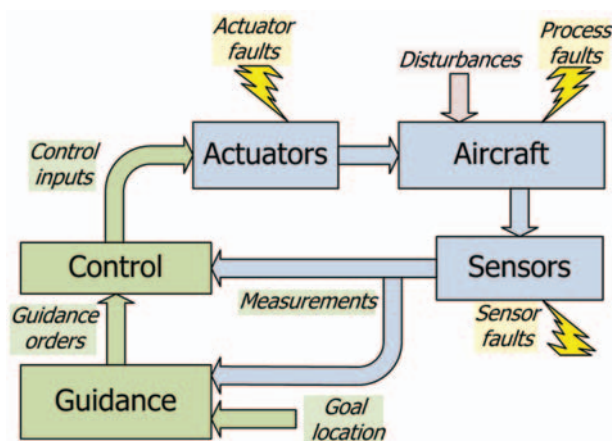 Actuator
faults
Disturbances
Process
faults
Control
inputs
Actuators
Aircraft
Control
Sensors
Measurements
Guidance
orders
Sensor
faults
Guidance
Goal
location